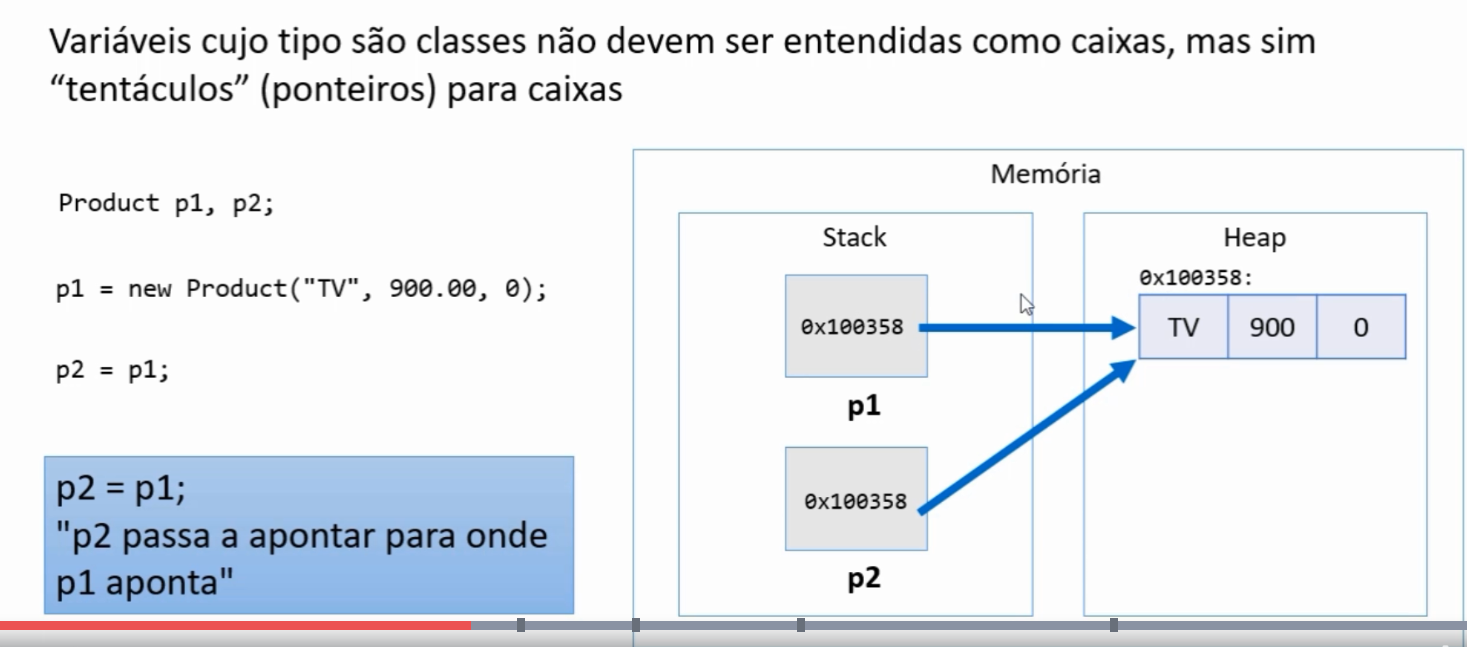 Variáveis cujo tipo são classes não devem ser entendidas como caixas, mas sim
“tentáculos” (ponteiros) para caixas
Product p1, p2;
p1 = new Product("TV", 900.00, 0);
p2 = p1;
p2 = p1;
"p2 passa a apontar para onde
p1 aponta"
Memória
Stack
0x100358
p1
0x100358
p2
Heap
0x100358:
TV 900 0